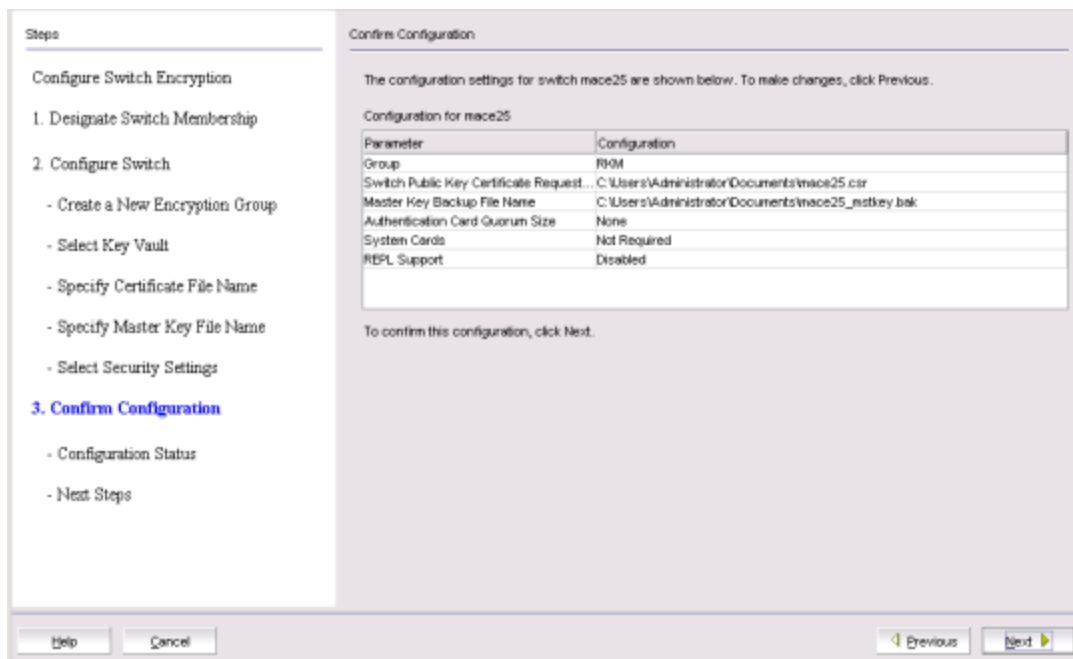 Steps
Configure Switch Encryption
1. Designate Switch Membership
2. Configure Switch
- Create a New Encryption Group
- Select Key Vault
- Specify Certificate File Name
- Specify Master Key File Name
- Select Security Settings
3. Confirm Configuration
- Configuration Status
- Next Steps
Confirm Configuration
The configuration settings for switch mace25 are shown below. To make changes, click Previous.
Configuration for mace25
Parameter Configuration
Group RKM
Switch Public Key Certificate Request... C:\Users\Administrator\Documents\mace25.csr
Master Key Backup File Name C:\Users\Administrator\Documents\mace25_mstkey.bak
Authentication Card Quorum Size None
System Cards Not Required
REPL Support Disabled
To confirm this configuration, click Next.
Help Cancel Previous Next